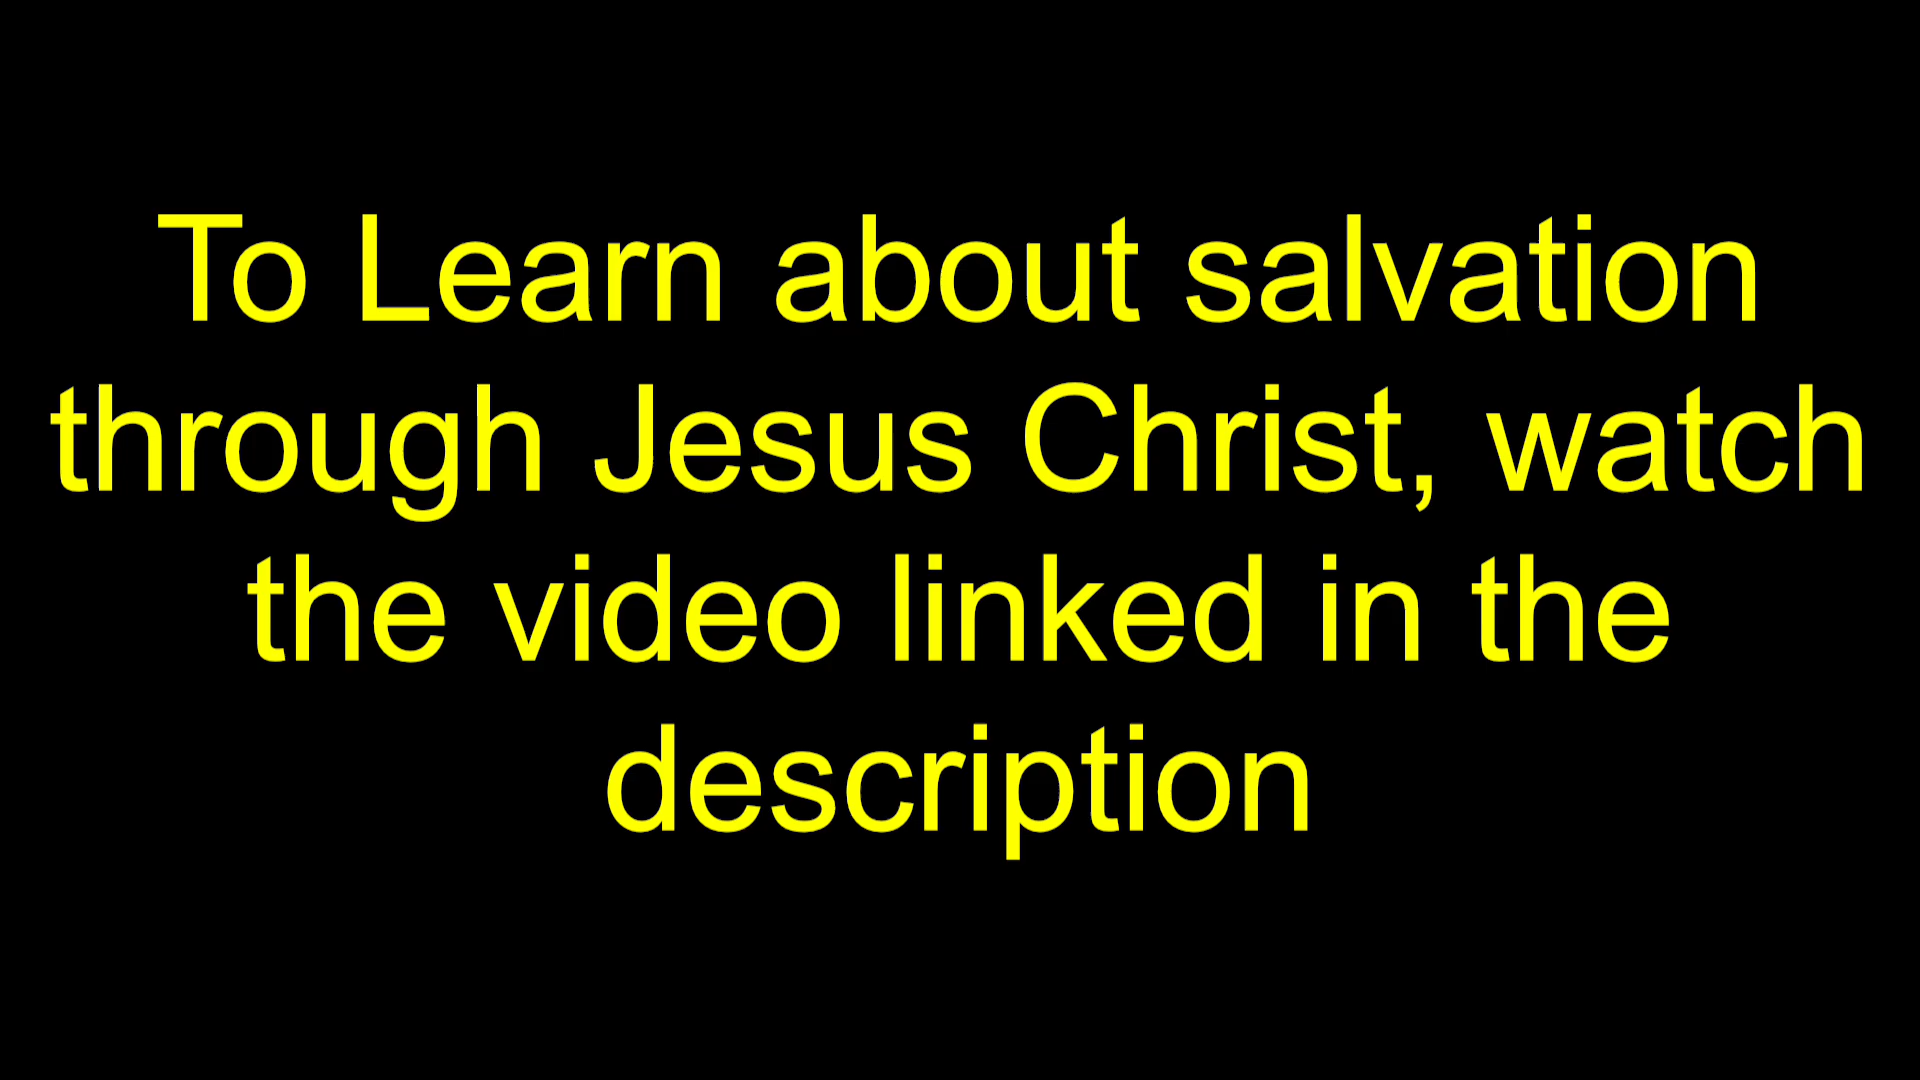 To Learn about salvation
through Jesus Christ, watch
the video linked in the
description